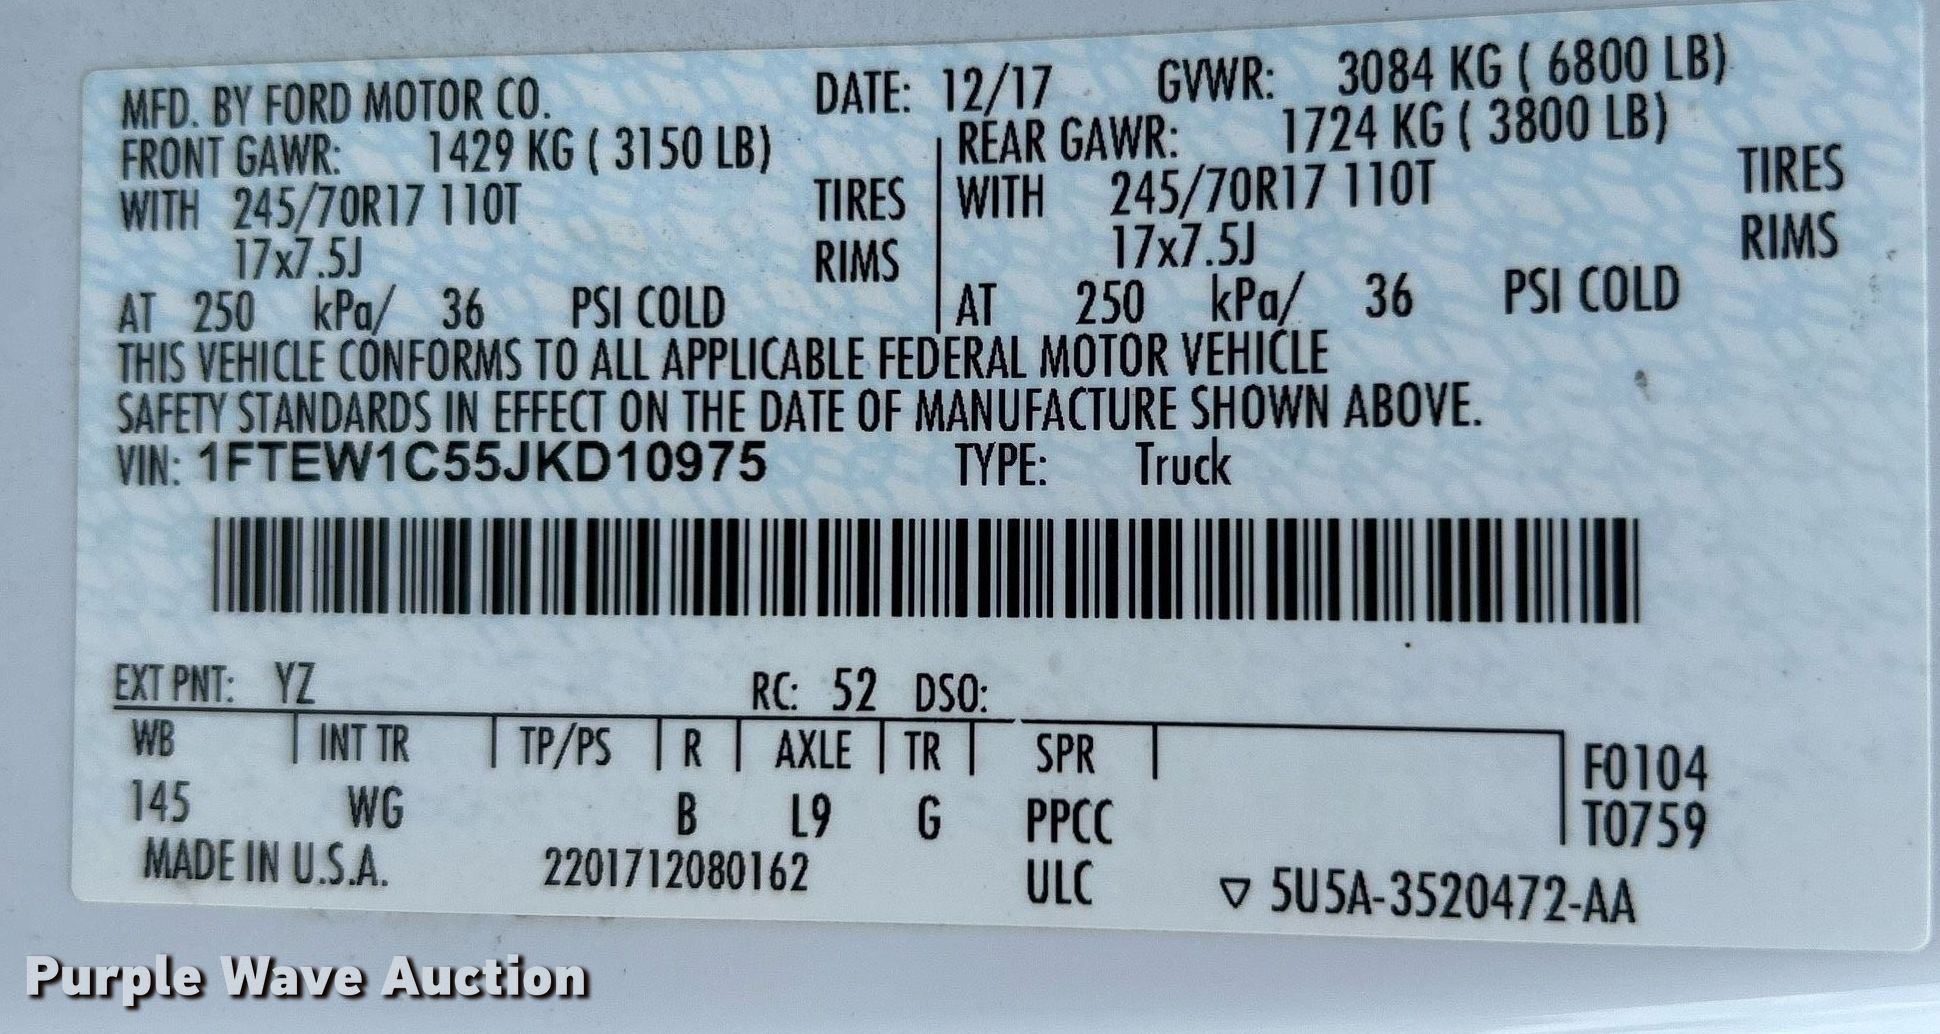 MFD. BY FORD MOTOR CO. DATE: 12/17 GVWR: 3084 KG ( 6800 LB)
FRONT GAWR: 1429 KG ( 3150 LB) REAR GAWR: 1724 KG ( 3800 LB)
WITH 245/70R17 110T TIRES WITH 245/70R17 110T TIRES
17x7.5J RIMS 17x7.5J RIMS
AT 250 kPa/ 36 PSI COLD AT 250 kPa/ 36 PSI COLD
THIS VEHICLE CONFORMS TO ALL APPLICABLE FEDERAL MOTOR VEHICLE
SAFETY STANDARDS IN EFFECT ON THE DATE OF MANUFACTURE SHOWN ABOVE.
VIN: 1FTEW1C55JKD10975 TYPE: Truck
EXT PNT: YZ RC: 52 DSO:
WB INT TR TP/PS R AXLE TR SPR F0104
145 WG B L9 G PPCC T0759
MADE IN U.S.A. 2201712080162 ULC ▽ 5U5A-3520472-AA
Purple Wave Auction